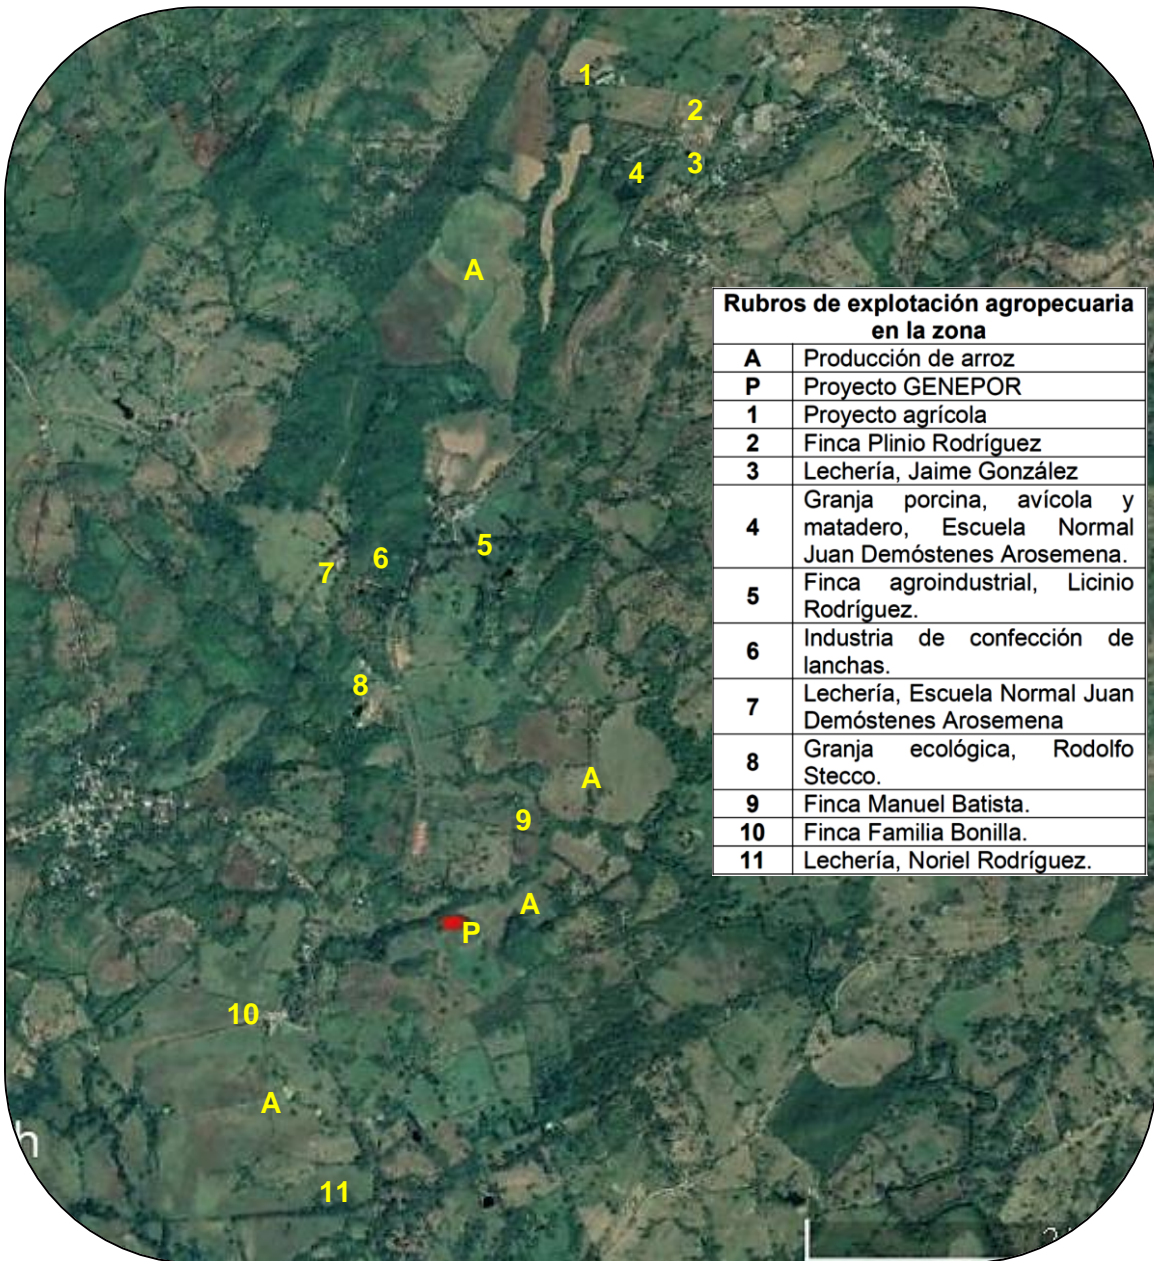 1
2
3
4
A
Rubros de explotación agropecuaria
en la zona
A Producción de arroz
P Proyecto GENEPOR
1 Proyecto agrícola
2 Finca Plinio Rodríguez
3 Lechería, Jaime González
4 Granja porcina, avícola y
matadero, Escuela Normal
Juan Demóstenes Arosemena.
5 Finca agroindustrial, Licinio
Rodríguez.
6 Industria de confección de
lanchas.
7 Lechería, Escuela Normal Juan
Demóstenes Arosemena
8 Granja ecológica, Rodolfo
Stecco.
9 Finca Manuel Batista.
10 Finca Familia Bonilla.
11 Lechería, Noriel Rodríguez.
5
6
7
8
A
9
A
P
10
A
h
11